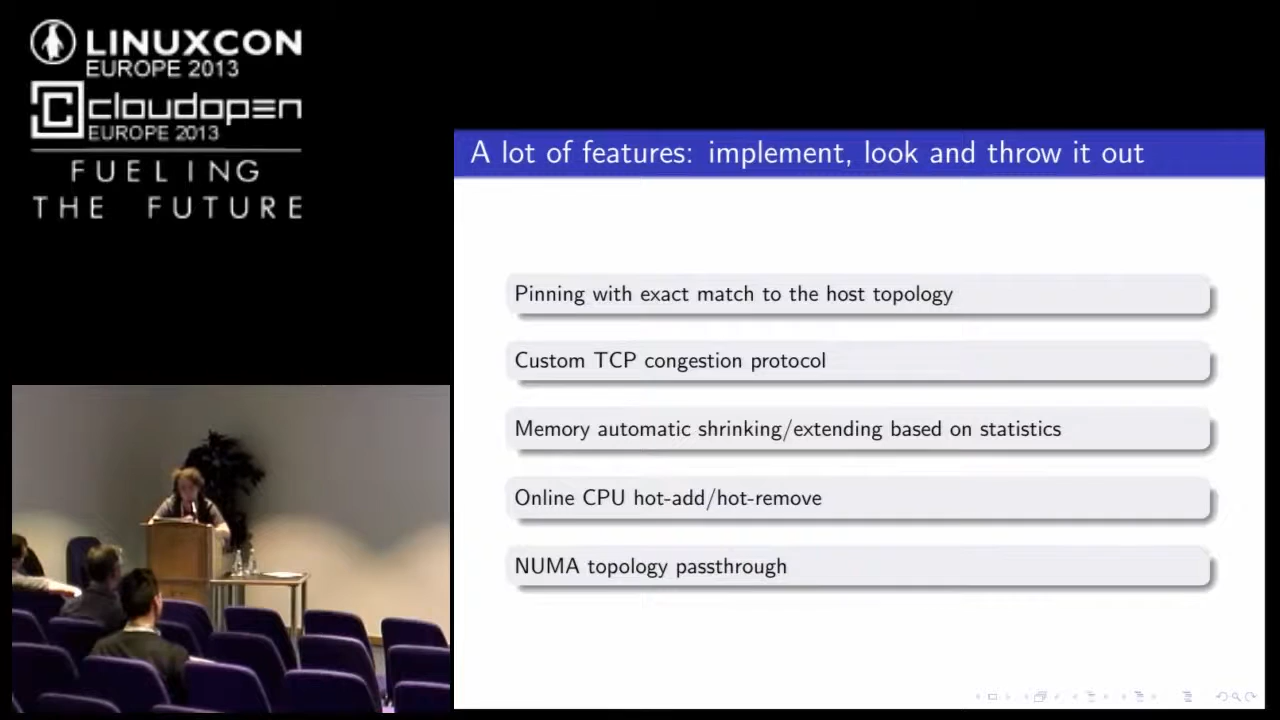 LINUXCON
EUROPE 2013
cloudopen
EUROPE 2013
FUELING
THE FUTURE
A lot of features: implement, look and throw it out
Pinning with exact match to the host topology
Custom TCP congestion protocol
Memory automatic shrinking/extending based on statistics
Online CPU hot-add/hot-remove
NUMA topology passthrough